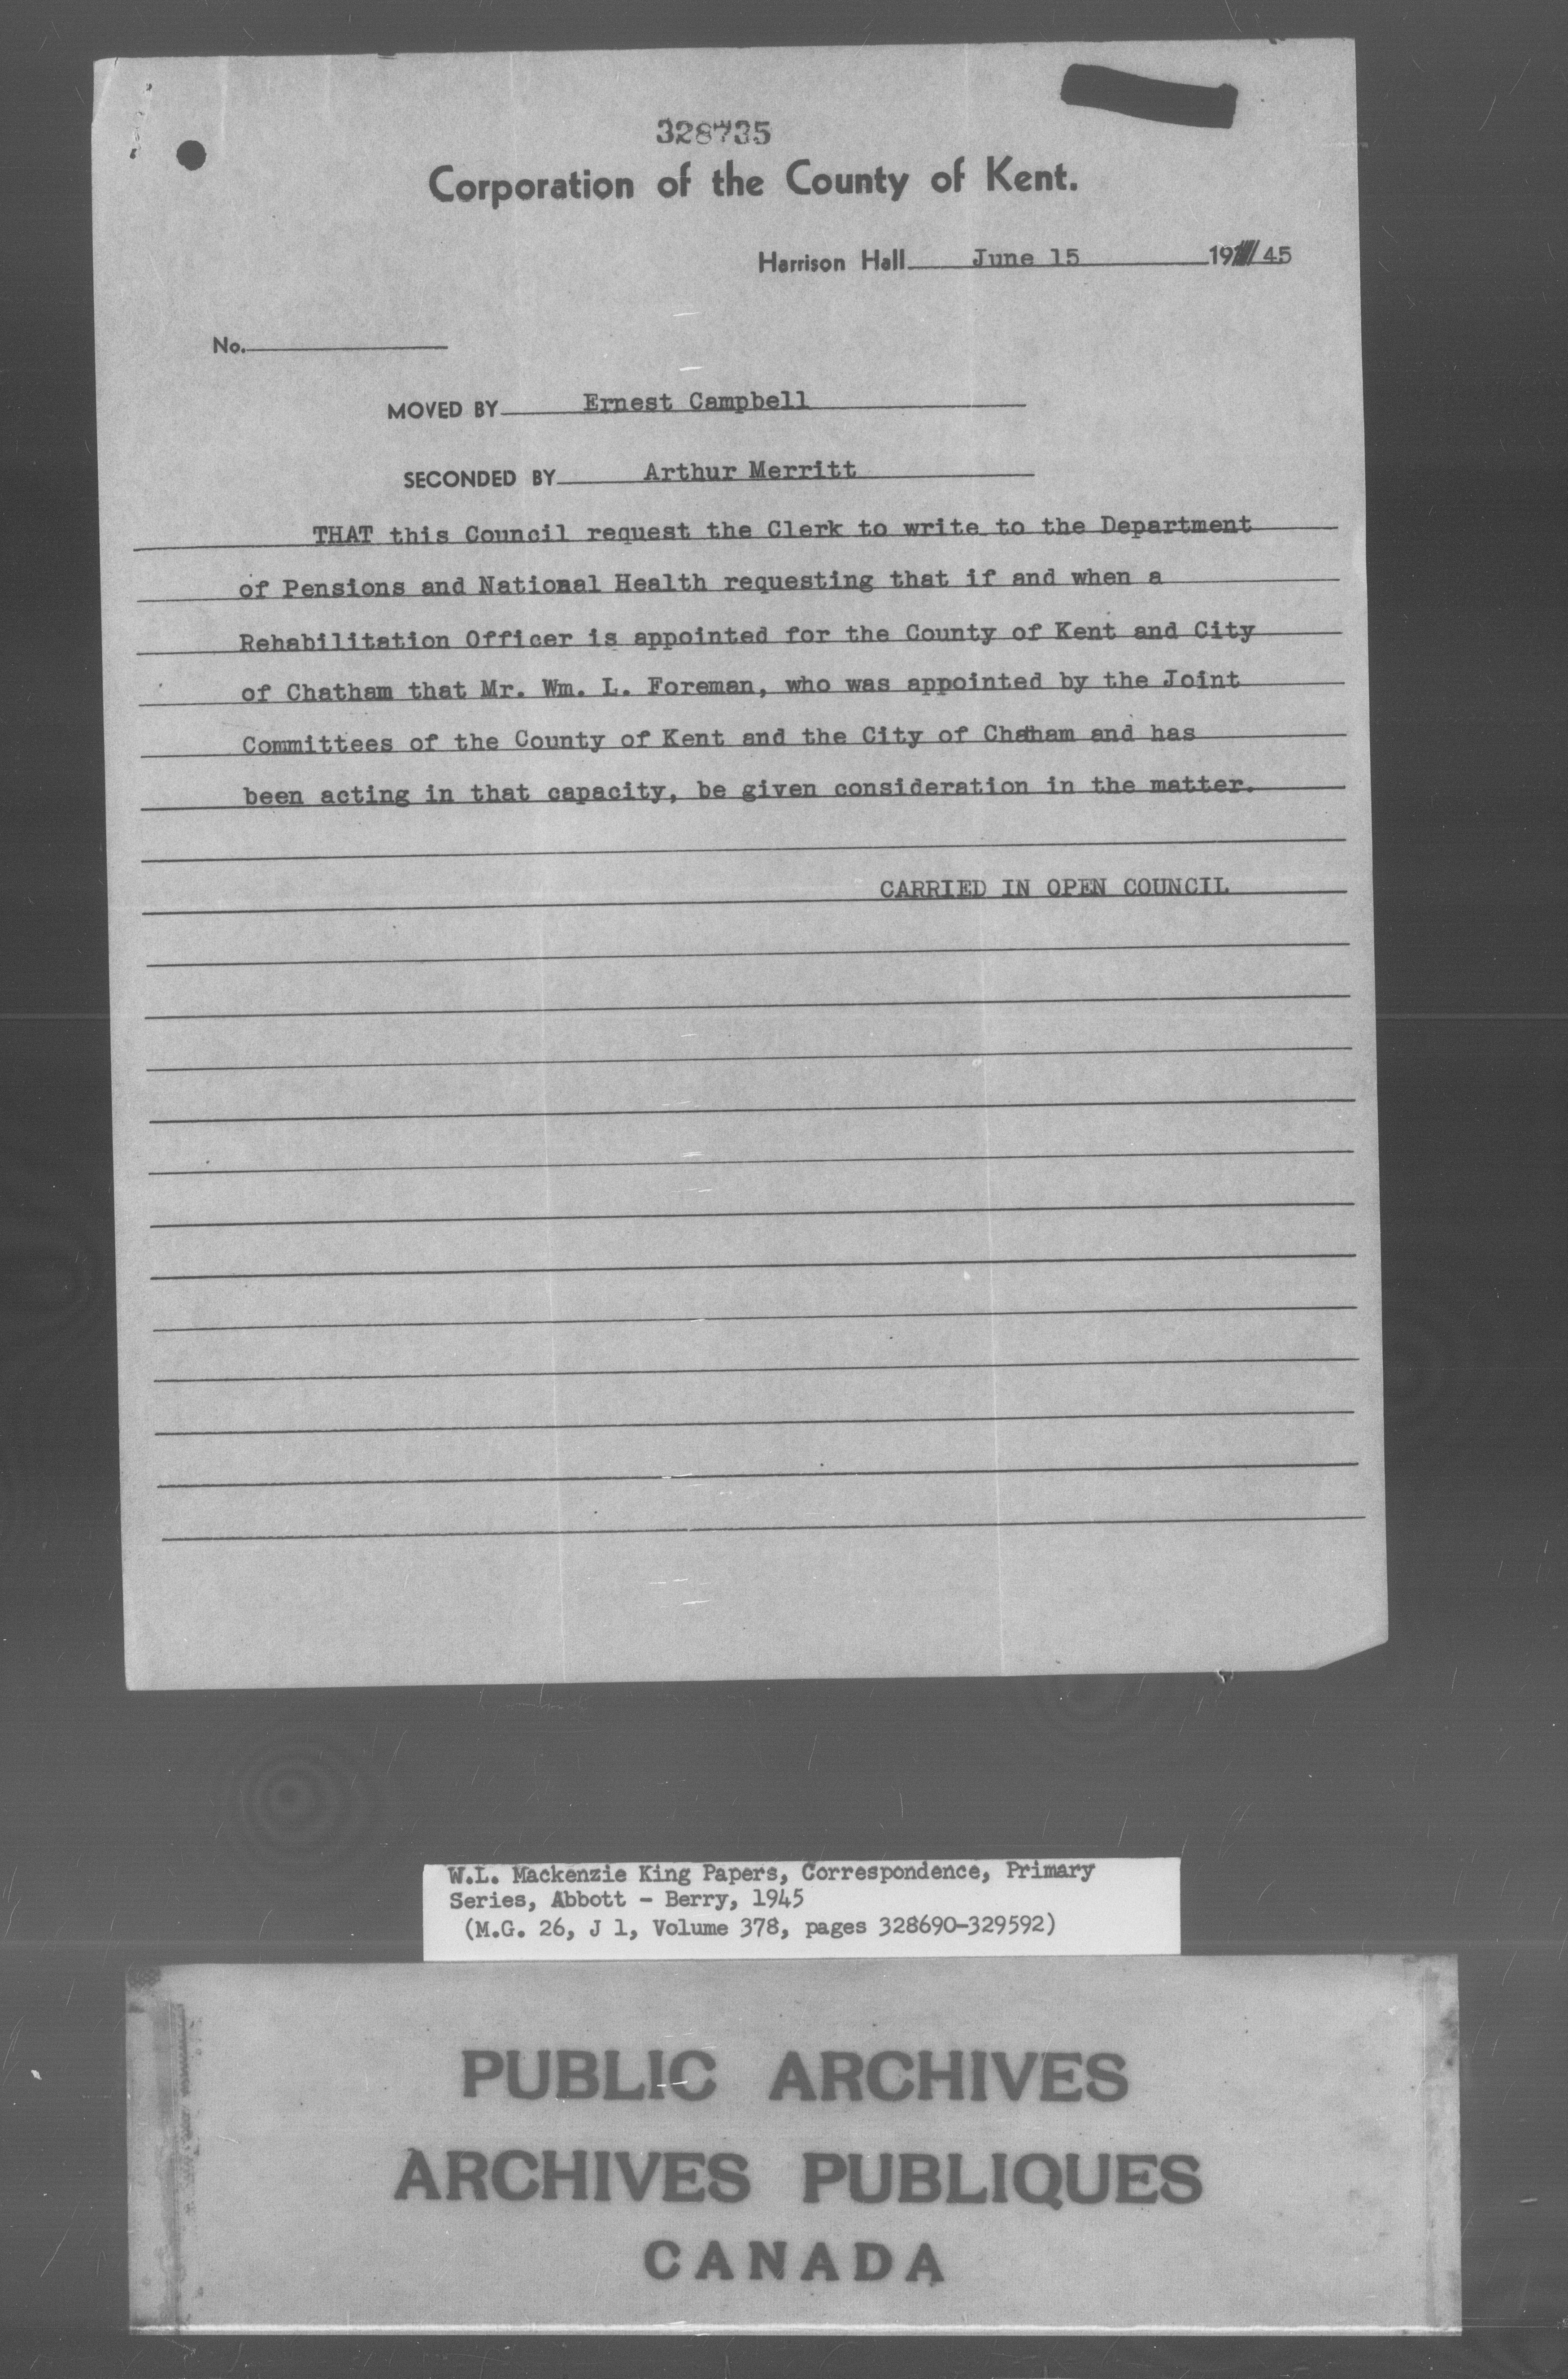 328735
Corporation of the County of Kent.
Harrison Hall June 15 1945
No.
MOVED BY Ernest Campbell
SECONDED BY Arthur Merritt
THAT this Council request the Clerk to write to the Department
of Pensions and National Health requesting that if and when a
Rehabilitation Officer is appointed for the County of Kent and City
of Chatham that Mr. Wm. L. Foreman, who was appointed by the Joint
Committees of the County of Kent and the City of Chatham and has
been acting in that capacity, be given consideration in the matter.
CARRIED IN OPEN COUNCIL
W.L. Mackenzie King Papers, Correspondence, Primary
Series, Abbott - Berry, 1945
(M.G. 26, J 1, Volume 378, pages 328690-329592)
PUBLIC ARCHIVES
ARCHIVES PUBLIQUES
CANADA